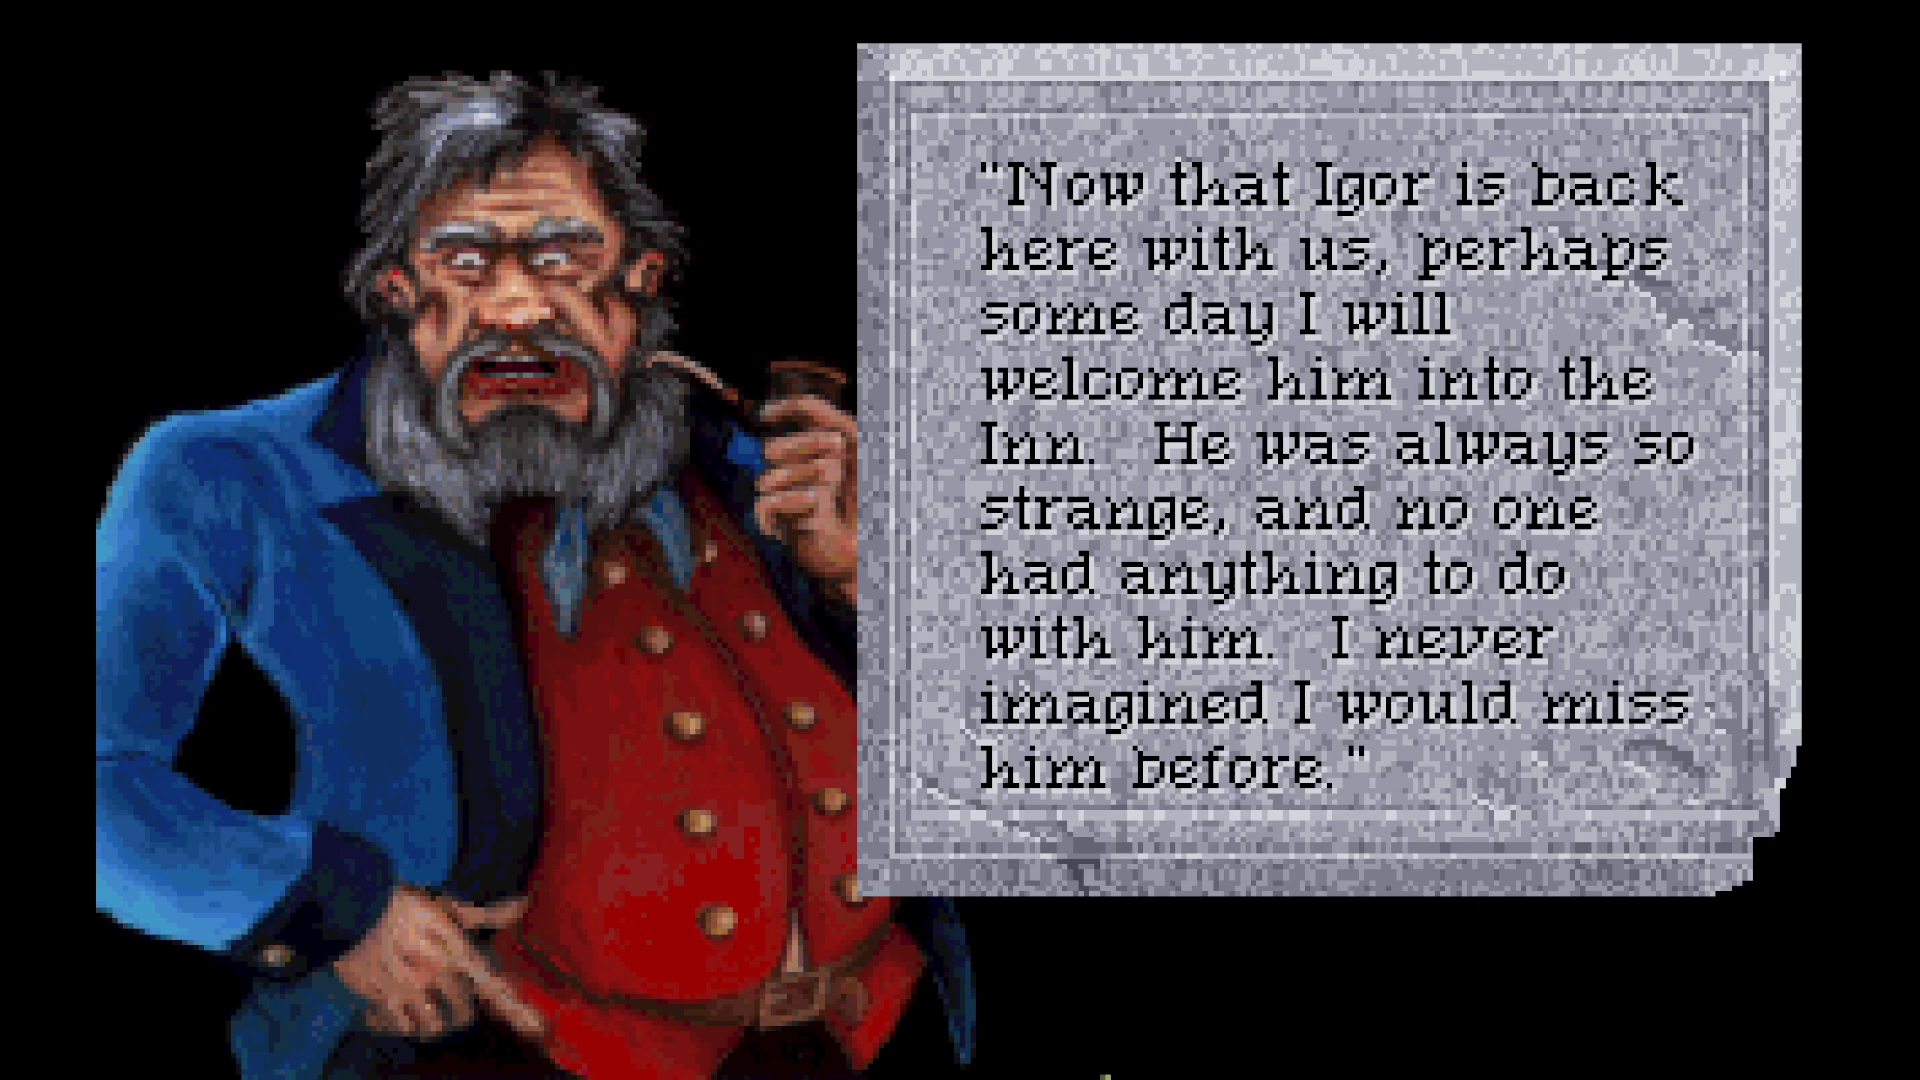 "Now that Igor is back
here with us, perhaps
some day I will
welcome him into the
Inn.  He was always so
strange, and no one
had anything to do
with him.  I never
imagined I would miss
him before."